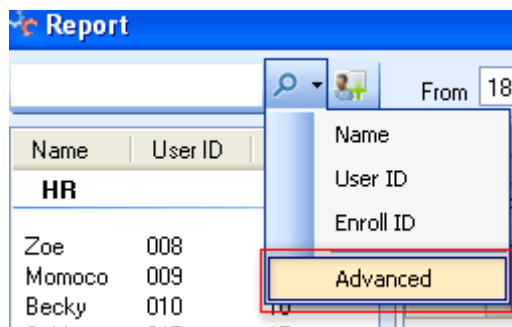 Report
From 18
Name
Name User ID
User ID
HR
Enroll ID
Zoe 008
Momoco 009
Advanced
Becky 010